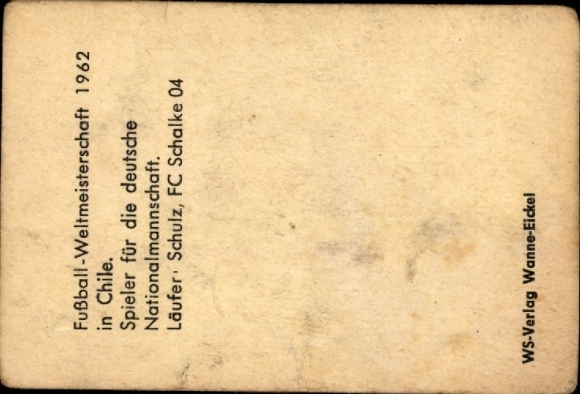 Fußball-Weltmeisterschaft 1962
in Chile.
Spieler für die deutsche
Nationalmannschaft.
Läufer: Schulz, FC Schalke 04
WS-Verlag Wanne-Eickel